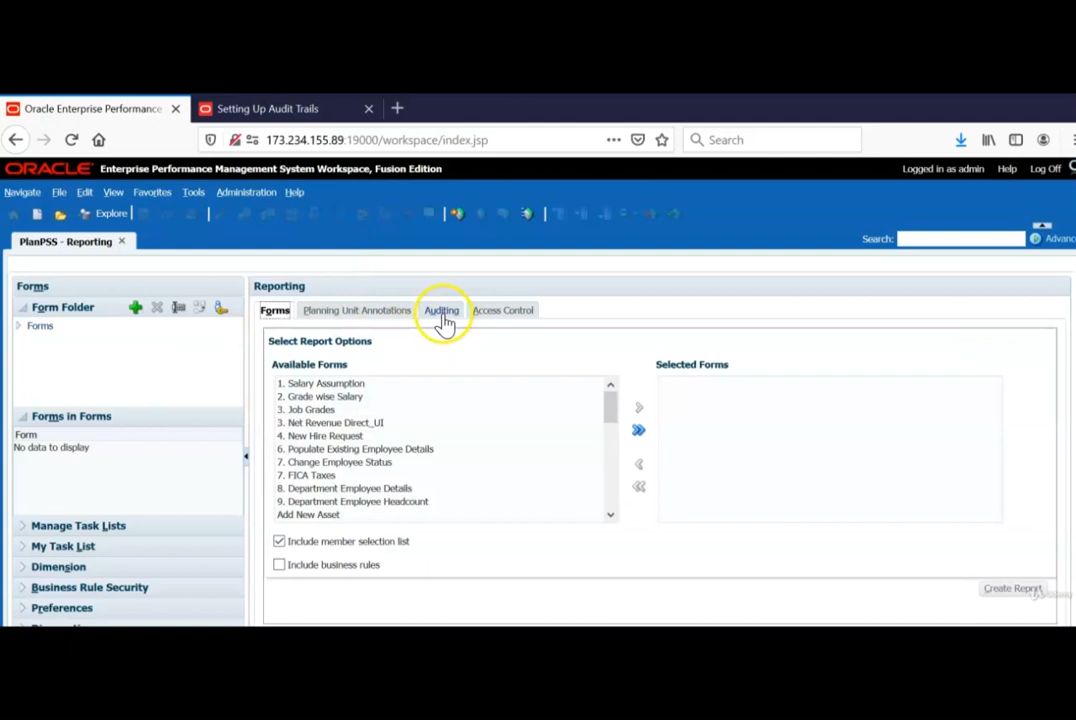 Oracle Enterprise Performance
Setting Up Audit Trails
173.234.155.89:19000/workspace/index.jsp
Search
ORACLE Enterprise Performance Management System Workspace, Fusion Edition
Logged in as admin Help Log Off
Navigate File Edit View Favorites Tools Administration Help
Explore
PlanPSS - Reporting
Search: Advanc
Forms
Form Folder
Forms
Forms in Forms
Form
No data to display
Manage Task Lists
My Task List
Dimension
Business Rule Security
Preferences
Reporting
Forms Planning Unit Annotations Auditing Access Control
Select Report Options
Available Forms
1. Salary Assumption
2. Grade wise Salary
3. Job Grades
3. Net Revenue Direct_UI
4. New Hire Request
6. Populate Existing Employee Details
7. Change Employee Status
7. FICA Taxes
8. Department Employee Details
9. Department Employee Headcount
Add New Asset
Selected Forms
Include member selection list
Include business rules
Create Report